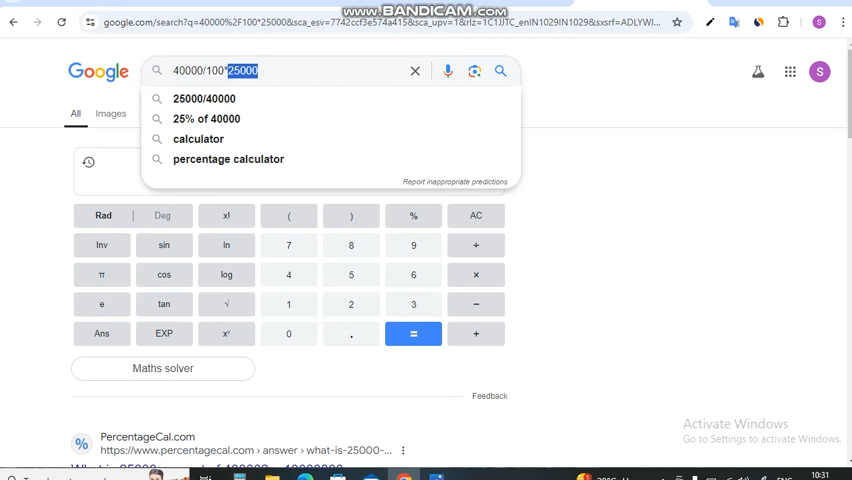 www.BANDICAM.com
google.com/search?q=40000%2F100*25000&sca_esv=7742ccf3e574a415&sca_upv=1&rlz=1C1JJTC_enIN1029IN1029&sxsrf=ADLYWI...
Google
40000/100*25000
S
25000/40000
25% of 40000
calculator
percentage calculator
Report inappropriate predictions
All Images
Rad Deg x! ( ) % AC
Inv sin ln 7 8 9 ÷
π cos log 4 5 6 ×
e tan √ 1 2 3 −
Ans EXP xʸ 0 . = +
Maths solver
Feedback
Activate Windows
Go to Settings to activate Windows.
%
PercentageCal.com
https://www.percentagecal.com › answer › what-is-25000-...
10:31